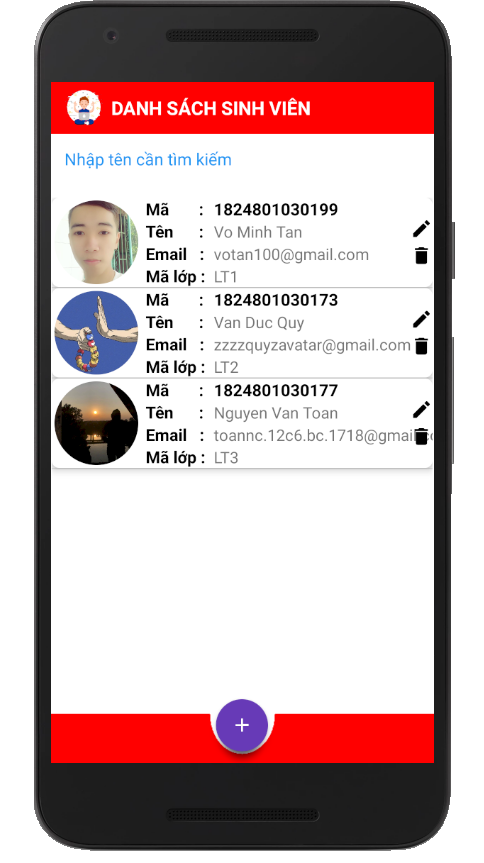 DANH SÁCH SINH VIÊN
Nhập tên cần tìm kiếm
Mã : 1824801030199
Tên : Vo Minh Tan
Email : votan100@gmail.com
Mã lớp : LT1
Mã : 1824801030173
Tên : Van Duc Quy
Email : zzzzquyzavatar@gmail.com
Mã lớp : LT2
Mã : 1824801030177
Tên : Nguyen Van Toan
Email : toannc.12c6.bc.1718@gmail.co
Mã lớp : LT3